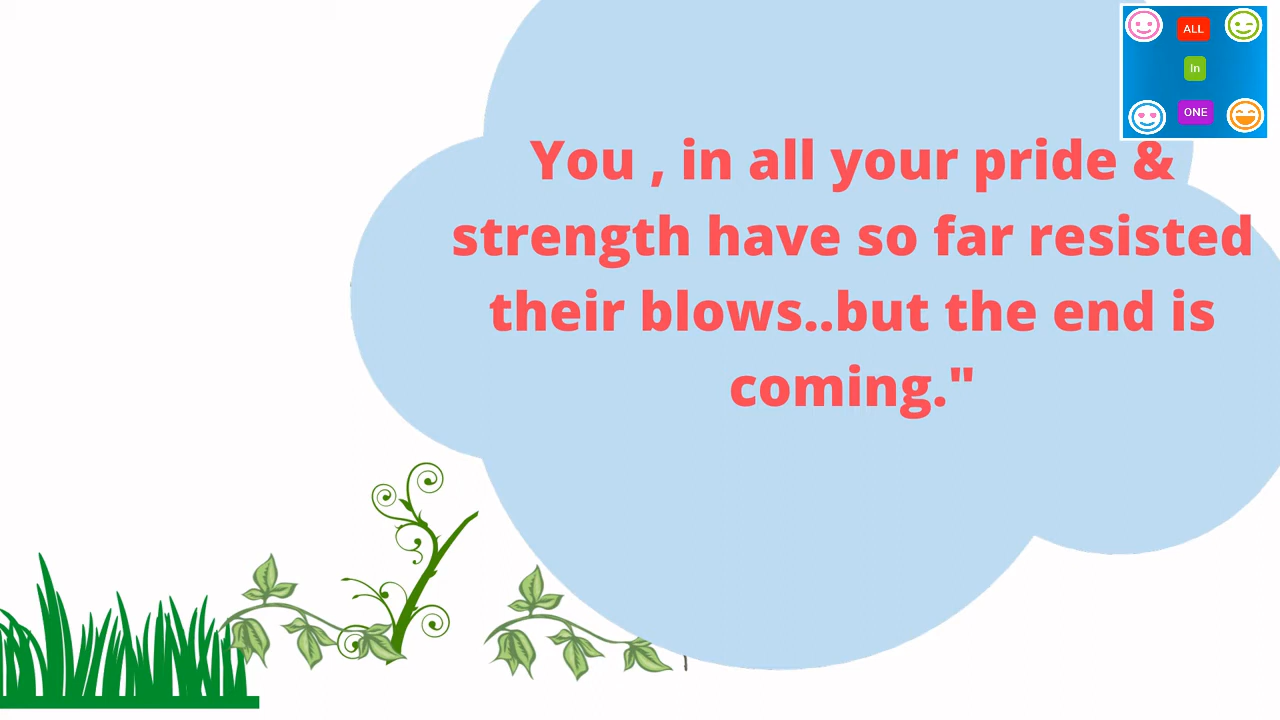 ALL
In
ONE
You , in all your pride &
strength have so far resisted
their blows..but the end is
coming."